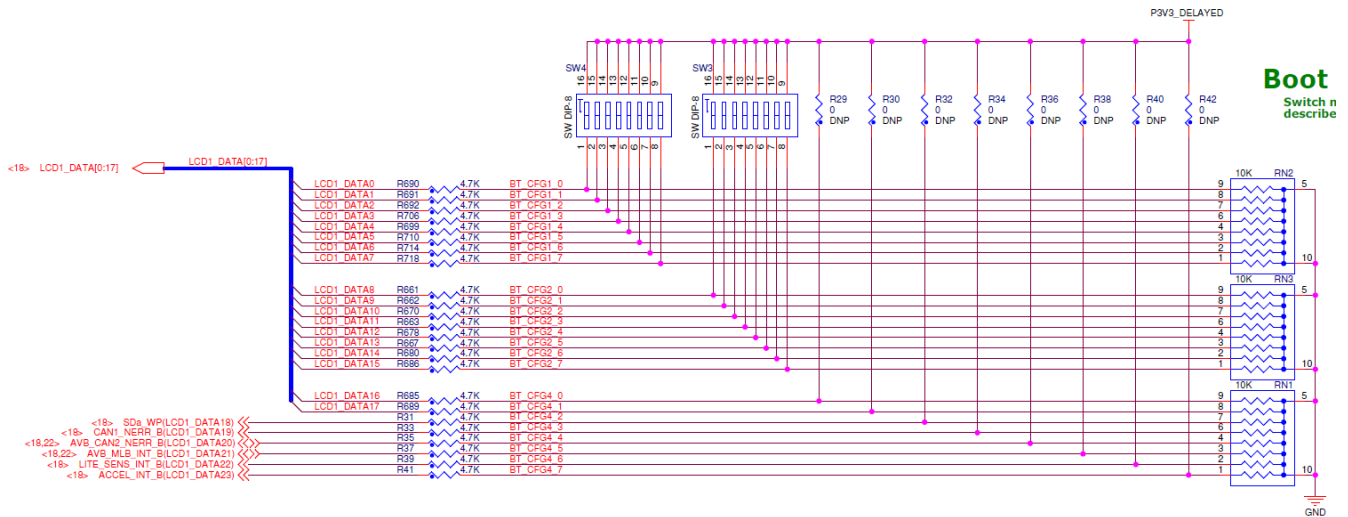 P3V3_DELAYED
SW4
16 15 14 13 12 11 10 9
SW DIP-8
1 2 3 4 5 6 7 8
SW3
16 15 14 13 12 11 10 9
SW DIP-8
1 2 3 4 5 6 7 8
R29 0 DNP
R30 0 DNP
R32 0 DNP
R34 0 DNP
R36 0 DNP
R38 0 DNP
R40 0 DNP
R42 0 DNP
Boot
Switch
describe
<18> LCD1_DATA[0:17]
LCD1_DATA[0:17]
LCD1_DATA0 R690 4.7K BT_CFG1_0
LCD1_DATA1 R691 4.7K BT_CFG1_1
LCD1_DATA2 R692 4.7K BT_CFG1_2
LCD1_DATA3 R706 4.7K BT_CFG1_3
LCD1_DATA4 R699 4.7K BT_CFG1_4
LCD1_DATA5 R710 4.7K BT_CFG1_5
LCD1_DATA6 R714 4.7K BT_CFG1_6
LCD1_DATA7 R718 4.7K BT_CFG1_7
10K RN2
9 5
8
7
6
4
3
2
1 10
LCD1_DATA8 R661 4.7K BT_CFG2_0
LCD1_DATA9 R662 4.7K BT_CFG2_1
LCD1_DATA10 R670 4.7K BT_CFG2_2
LCD1_DATA11 R663 4.7K BT_CFG2_3
LCD1_DATA12 R678 4.7K BT_CFG2_4
LCD1_DATA13 R667 4.7K BT_CFG2_5
LCD1_DATA14 R680 4.7K BT_CFG2_6
LCD1_DATA15 R686 4.7K BT_CFG2_7
10K RN3
9 5
8
7
6
4
3
2
1 10
LCD1_DATA16 R685 4.7K BT_CFG4_0
LCD1_DATA17 R689 4.7K BT_CFG4_1
<18> SDa_WP(LCD1_DATA18) R31 4.7K BT_CFG4_2
<18> CAN1_NERR_B(LCD1_DATA19) R33 4.7K BT_CFG4_3
<18,22> AVB_CAN2_NERR_B(LCD1_DATA20) R35 4.7K BT_CFG4_4
<18,22> AVB_MLB_INT_B(LCD1_DATA21) R37 4.7K BT_CFG4_5
<18> LITE_SENS_INT_B(LCD1_DATA22) R39 4.7K BT_CFG4_6
<18> ACCEL_INT_B(LCD1_DATA23) R41 4.7K BT_CFG4_7
10K RN1
9 5
8
7
6
4
3
2
1 10
GND